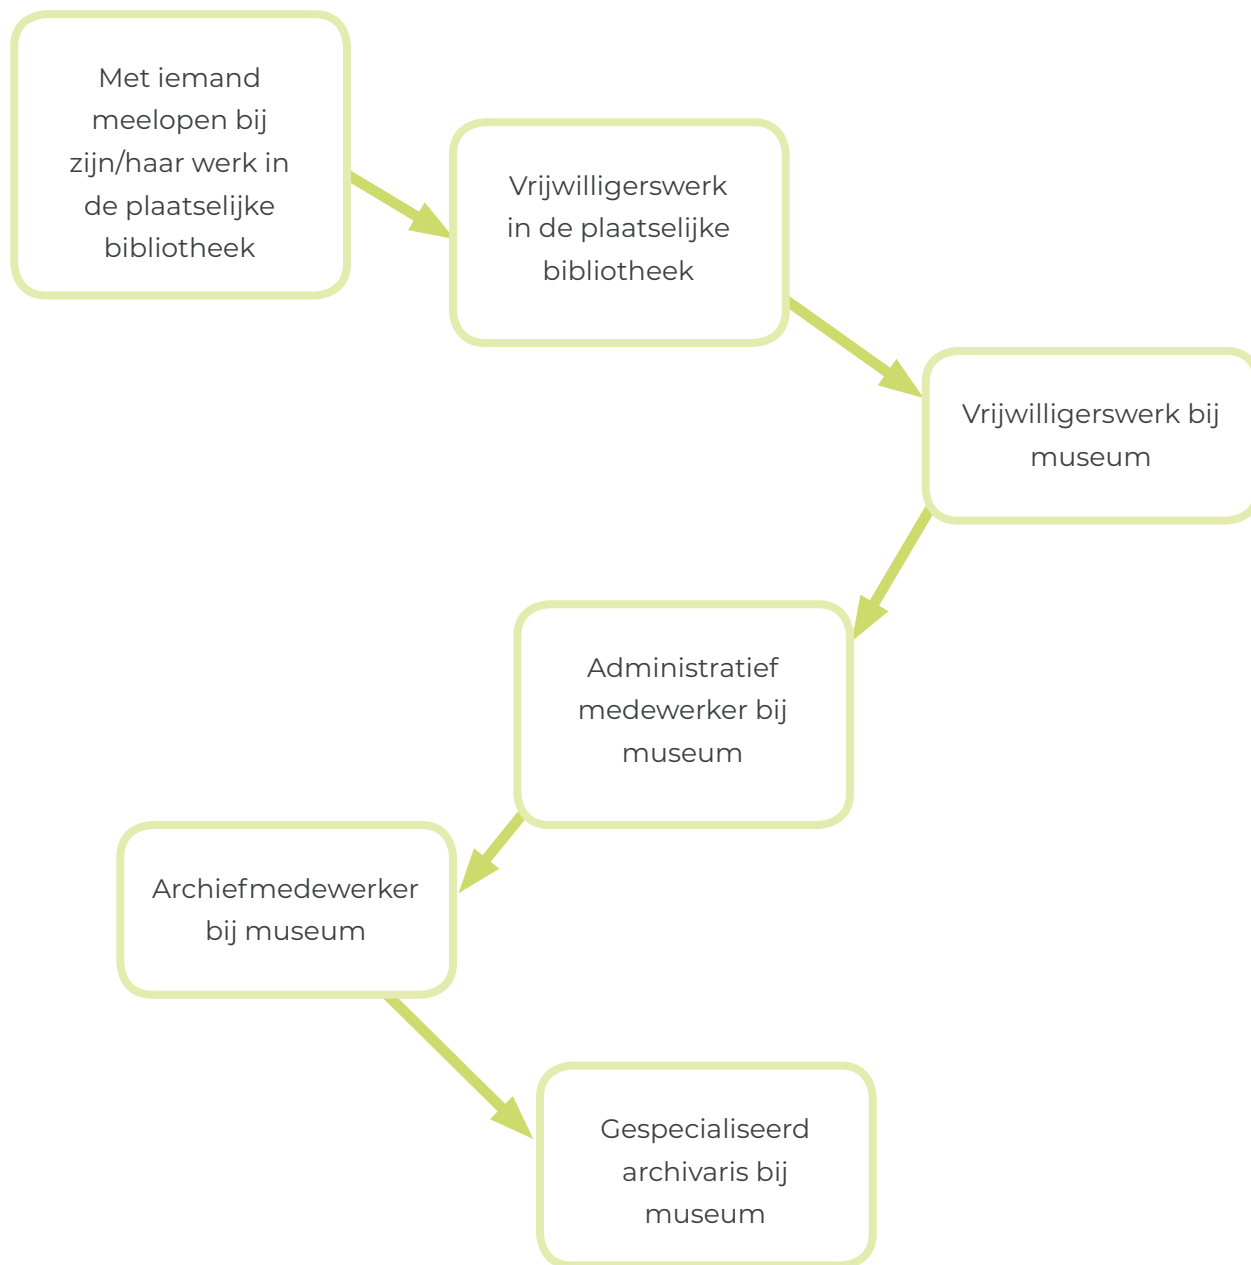 Met iemand
meelopen bij
zijn/haar werk in
de plaatselijke
bibliotheek
Vrijwilligerswerk
in de plaatselijke
bibliotheek
Vrijwilligerswerk bij
museum
Administratief
medewerker bij
museum
Archiefmedewerker
bij museum
Gespecialiseerd
archivaris bij
museum